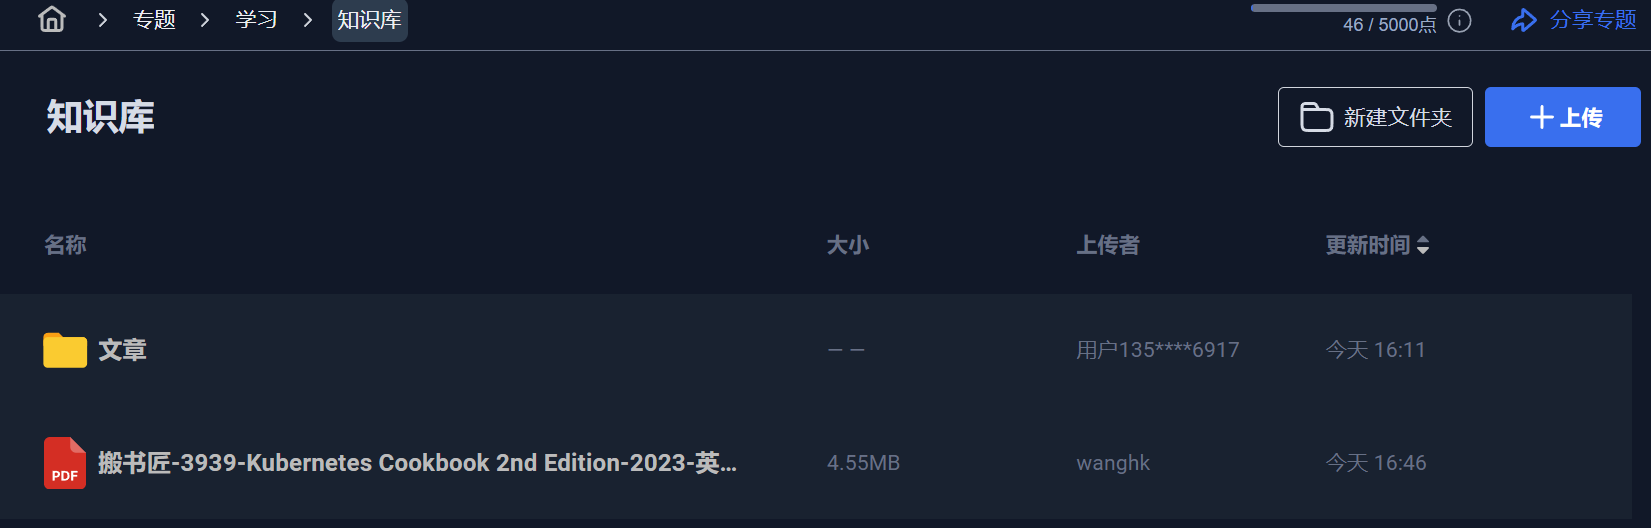 专题 学习 知识库
46 / 5000点 分享专题
知识库
新建文件夹 上传
名称 大小 上传者 更新时间
文章 — — 用户135****6917 今天 16:11
PDF 搬书匠-3939-Kubernetes Cookbook 2nd Edition-2023-英... 4.55MB wanghk 今天 16:46